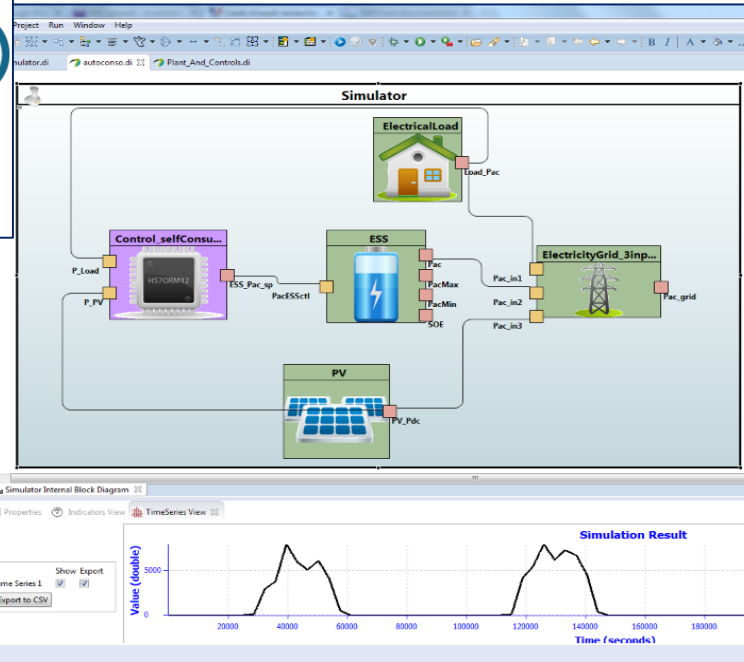 Project Run Window Help
B I A
mulator.di autoconso.di Plant_And_Controls.di
Simulator
ElectricalLoad
Load_Pac
Control_selfConsu...
P_Load
P_PV
HS7ORM12
ESS_Pac_sp
ESS
PacESSctl
Pac
PacMax
PacMin
SOE
ElectricityGrid_3inp...
Pac_in1
Pac_in2
Pac_in3
Pac_grid
PV
PV_Pdc
Simulator Internal Block Diagram
Properties Indicators View TimeSeries View
Show Export
ime Series 1
Export to CSV
Simulation Result
Value (double)
5000
0
20000 40000 60000 80000 100000 120000 140000 160000 180000
Time (seconds)